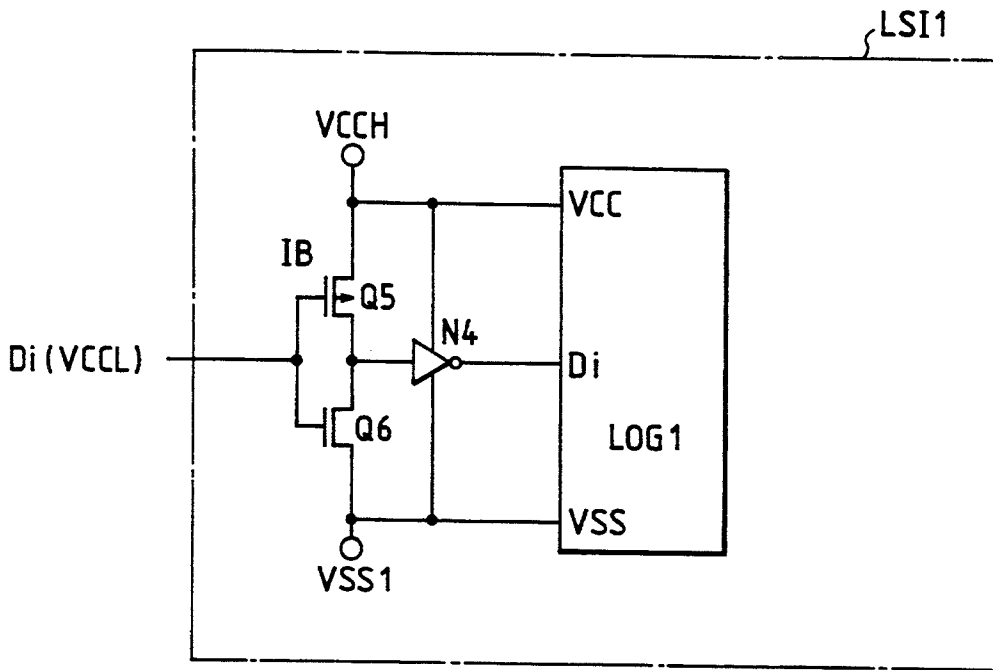 LSI1
VCCH
VCC
IB
Q5
N4
Di(VCCL)
Di
Q6
LOG1
VSS
VSS1